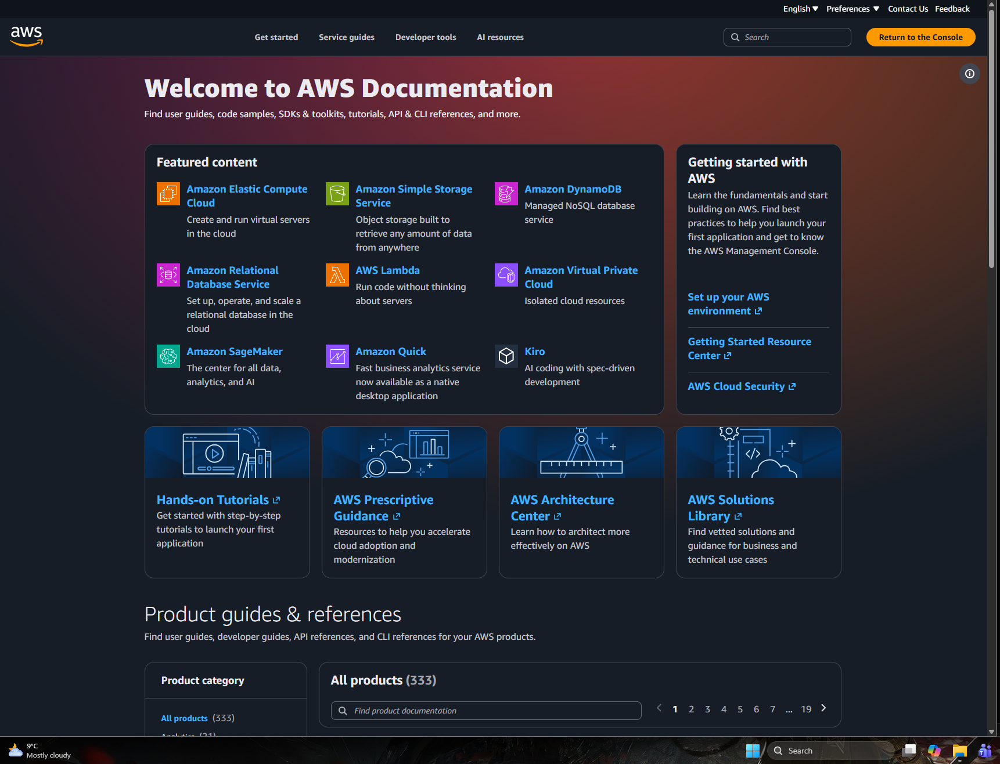 English Preferences Contact Us Feedback
aws
Get started Service guides Developer tools AI resources
Search
Return to the Console
Welcome to AWS Documentation
Find user guides, code samples, SDKs & toolkits, tutorials, API & CLI references, and more.
Featured content
Amazon Elastic Compute
Cloud
Create and run virtual servers
in the cloud
Amazon Simple Storage
Service
Object storage built to
retrieve any amount of data
from anywhere
Amazon DynamoDB
Managed NoSQL database
service
Amazon Relational
Database Service
Set up, operate, and scale a
relational database in the
cloud
AWS Lambda
Run code without thinking
about servers
Amazon Virtual Private
Cloud
Isolated cloud resources
Amazon SageMaker
The center for all data,
analytics, and AI
Amazon Quick
Fast business analytics service
now available as a native
desktop application
Kiro
AI coding with spec-driven
development
Getting started with
AWS
Learn the fundamentals and start
building on AWS. Find best
practices to help you launch your
first application and get to know
the AWS Management Console.
Set up your AWS
environment
Getting Started Resource
Center
AWS Cloud Security
Hands-on Tutorials
Get started with step-by-step
tutorials to launch your first
application
AWS Prescriptive
Guidance
Resources to help you accelerate
cloud adoption and
modernization
AWS Architecture
Center
Learn how to architect more
effectively on AWS
</>
AWS Solutions
Library
Find vetted solutions and
guidance for business and
technical use cases
Product guides & references
Find user guides, developer guides, API references, and CLI references for your AWS products.
Product category
All products (333)
Analytics (21)
All products (333)
Find product documentation
1 2 3 4 5 6 7 ... 19
9°C
Mostly cloudy
Search